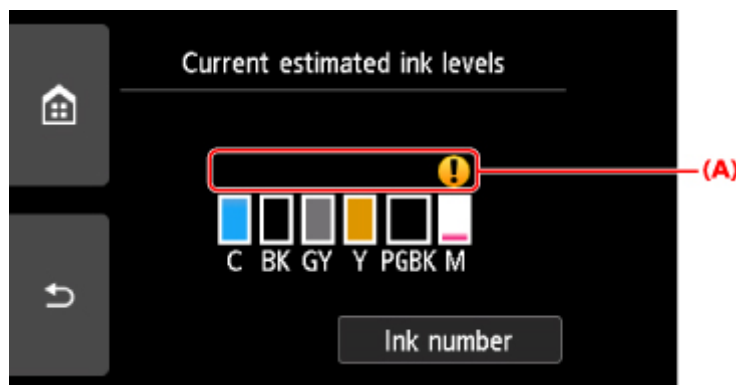 Current estimated ink levels
(A)
C BK GY Y PGBK M
Ink number